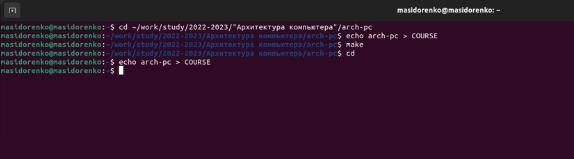 masidorenko@masidorenko: ~
masidorenko@masidorenko:~$ cd ~/work/study/2022-2023/"Архитектура компьютера"/arch-pc
masidorenko@masidorenko:~/work/study/2022-2023/Архитектура компьютера/arch-pc$ echo arch-pc > COURSE
masidorenko@masidorenko:~/work/study/2022-2023/Архитектура компьютера/arch-pc$ make
masidorenko@masidorenko:~/work/study/2022-2023/Архитектура компьютера/arch-pc$ cd
masidorenko@masidorenko:~$ echo arch-pc > COURSE
masidorenko@masidorenko:~$